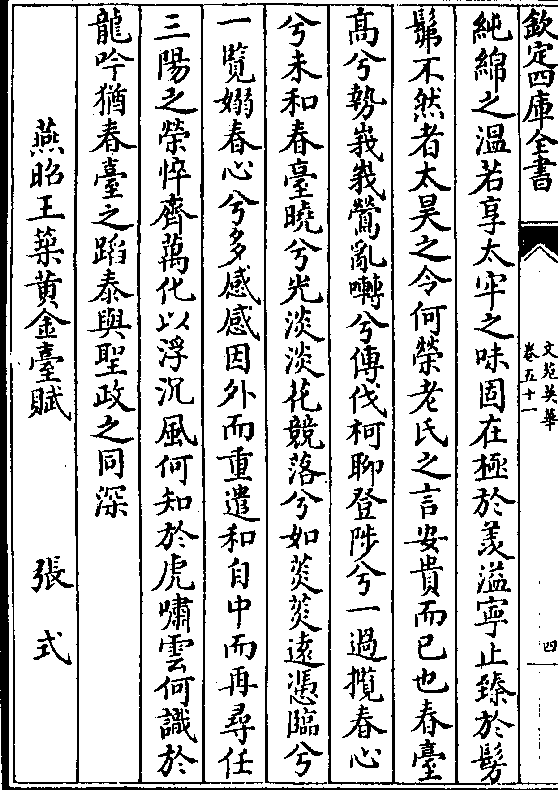 欽定四庫全書
文苑英華
卷五十一
四
純綿之温若享太牢之味固在極於羙溢寧止臻於髣
髴不然者太昊之令何榮老氏之言安貴而已也春臺
髙兮勢峩峩鶯亂囀兮傳伐柯聊登陟兮一過攬春心
兮未和春臺曉兮光淡淡花競落兮如㷋㷋逺憑臨兮
一覽嫋春心兮多感感因外而重遣和自中而再尋任
三陽之榮悴齊萬化以浮沉風何知於虎嘯雲何識於
龍吟猶春臺之蹈泰與聖政之同深
燕昭王築黄金臺賦 張式